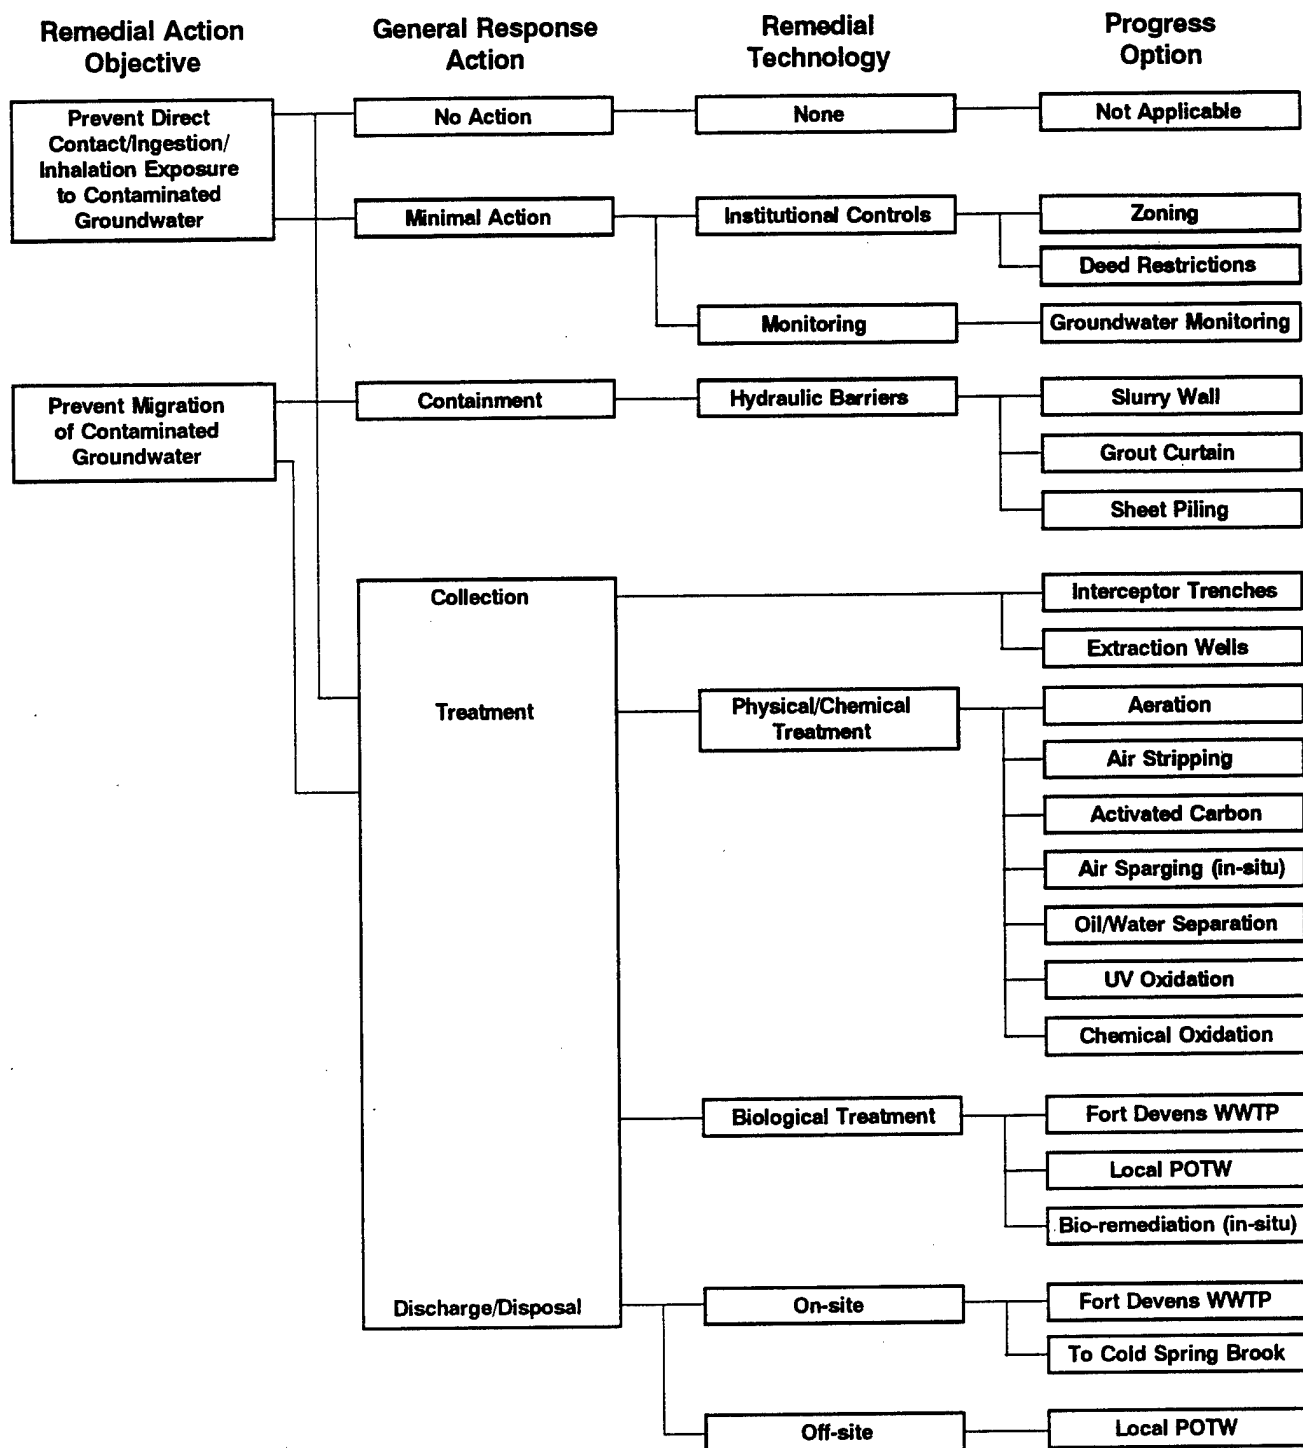 Remedial Action
Objective
General Response
Action
Remedial
Technology
Progress
Option
Prevent Direct
Contact/Ingestion/
Inhalation Exposure
to Contaminated
Groundwater
No Action
None
Not Applicable
Minimal Action
Institutional Controls
Zoning
Deed Restrictions
Monitoring
Groundwater Monitoring
Prevent Migration
of Contaminated
Groundwater
Containment
Hydraulic Barriers
Slurry Wall
Grout Curtain
Sheet Piling
Collection
Interceptor Trenches
Extraction Wells
Treatment
Physical/Chemical
Treatment
Aeration
Air Stripping
Activated Carbon
Air Sparging (in-situ)
Oil/Water Separation
UV Oxidation
Chemical Oxidation
Biological Treatment
Fort Devens WWTP
Local POTW
Bio-remediation (in-situ)
Discharge/Disposal
On-site
Fort Devens WWTP
To Cold Spring Brook
Off-site
Local POTW